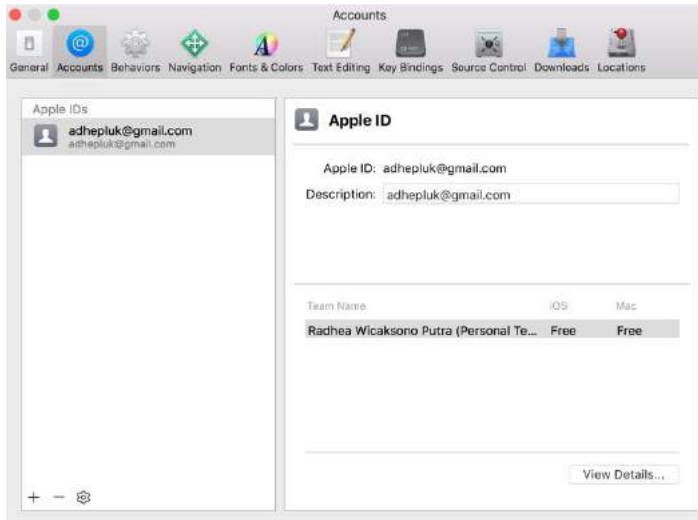 Accounts
General Accounts Behaviors Navigation Fonts & Colors Text Editing Key Bindings Source Control Downloads Locations
Apple IDs
adhepluk@gmail.com
adhepluk@gmail.com
Apple ID
Apple ID: adhepluk@gmail.com
Description: adhepluk@gmail.com
Team Name iOS Mac
Radhea Wicaksono Putra (Personal Te... Free Free
View Details...